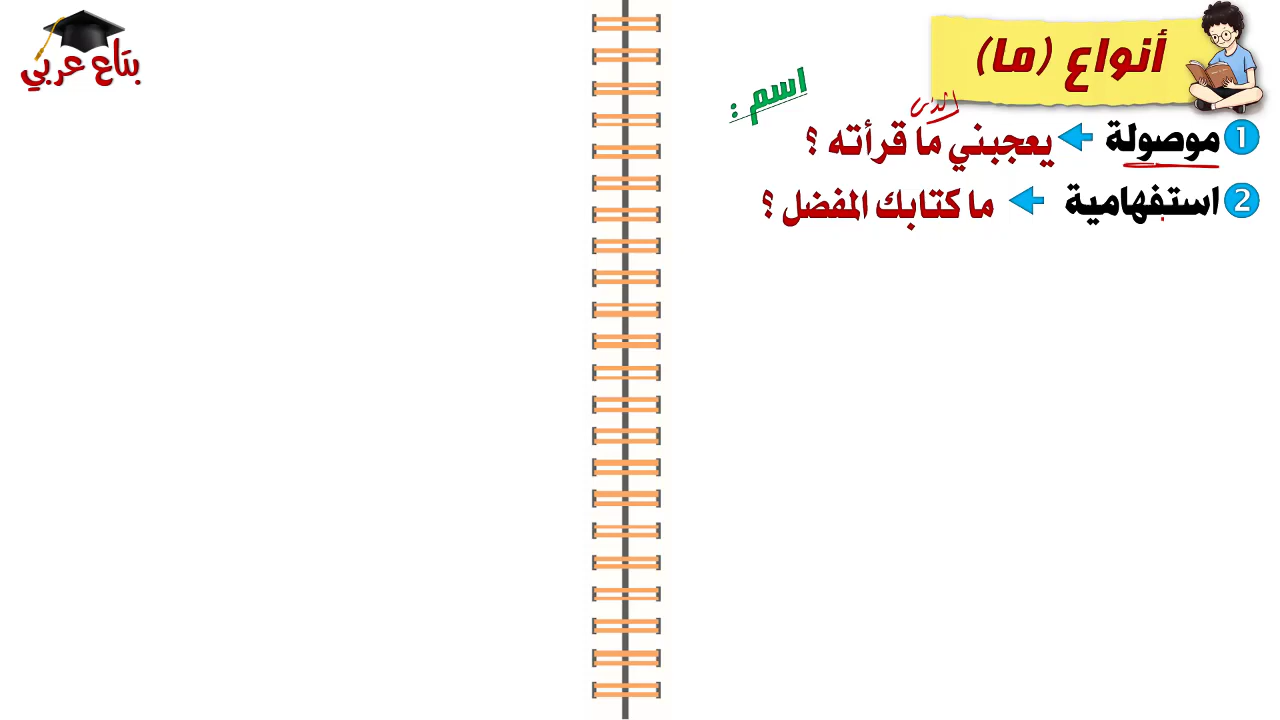 أنواع (ما)
بتاع عربي
اسم :
الذي
1 موصولة يعجبني ما قرأته ؟
2 استفهامية ما كتابك المفضل ؟